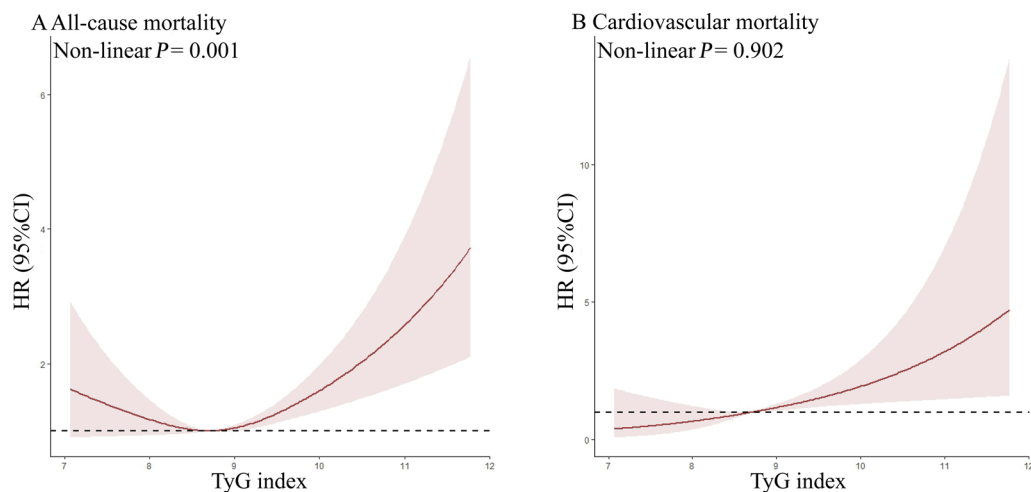 A All-cause mortality
Non-linear P= 0.001
6
4
2
HR (95%CI)
7 8 9 10 11 12
TyG index
B Cardiovascular mortality
Non-linear P= 0.902
10
5
0
HR (95%CI)
7 8 9 10 11 12
TyG index